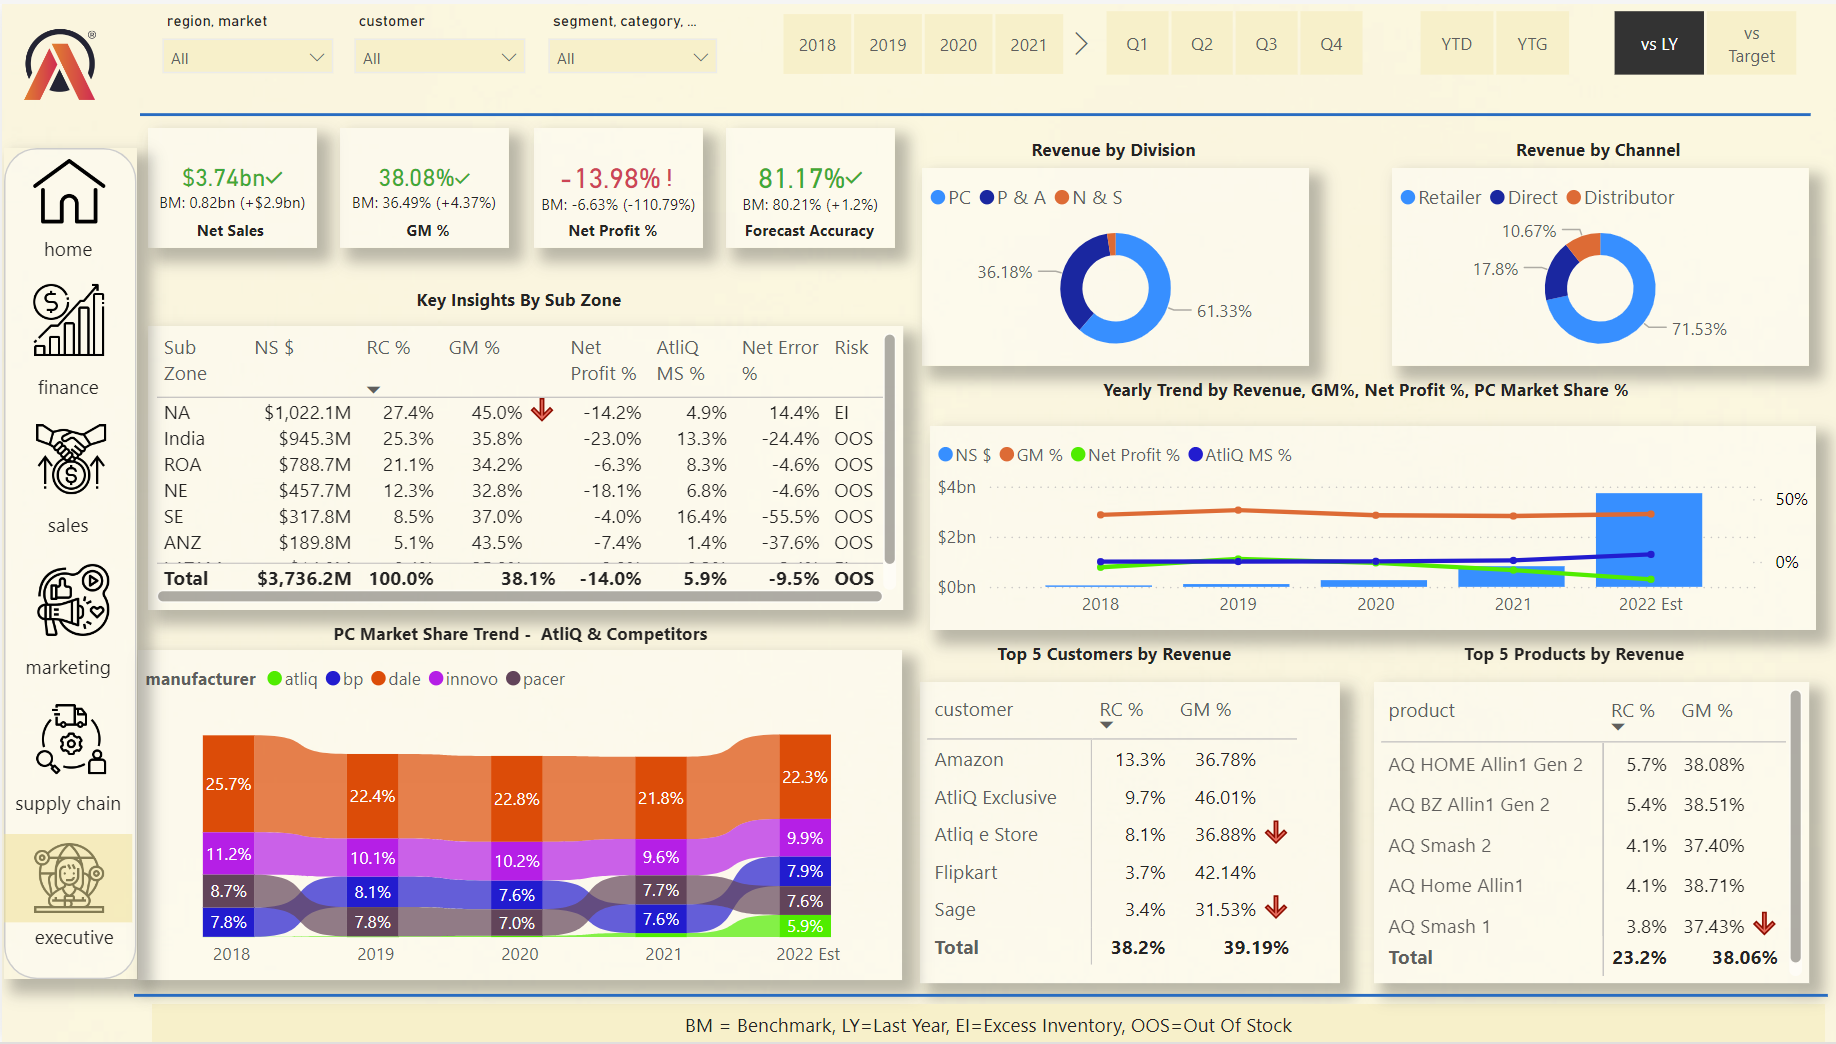 region, market
customer
segment, category, ...
All
All
All
2018
2019
2020
2021
Q1
Q2
Q3
Q4
YTD
YTG
vs LY
vs
Target
®
home
finance
sales
marketing
supply chain
executive
$3.74bn
BM: 0.82bn (+$2.9bn)
Net Sales
38.08%
BM: 36.49% (+4.37%)
GM %
-13.98% !
BM: -6.63% (-110.79%)
Net Profit %
81.17%
BM: 80.21% (+1.2%)
Forecast Accuracy
Revenue by Division
PC P & A N & S
36.18%
61.33%
Revenue by Channel
Retailer Direct Distributor
10.67%
17.8%
71.53%
Key Insights By Sub Zone
Sub Zone NS $ RC % GM % Net Profit % AtliQ MS % Net Error % Risk
NA $1,022.1M 27.4% 45.0% -14.2% 4.9% 14.4% EI
India $945.3M 25.3% 35.8% -23.0% 13.3% -24.4% OOS
ROA $788.7M 21.1% 34.2% -6.3% 8.3% -4.6% OOS
NE $457.7M 12.3% 32.8% -18.1% 6.8% -4.6% OOS
SE $317.8M 8.5% 37.0% -4.0% 16.4% -55.5% OOS
ANZ $189.8M 5.1% 43.5% -7.4% 1.4% -37.6% OOS
Total $3,736.2M 100.0% 38.1% -14.0% 5.9% -9.5% OOS
Yearly Trend by Revenue, GM%, Net Profit %, PC Market Share %
NS $ GM % Net Profit % AtliQ MS %
$4bn
$2bn
$0bn
50%
0%
2018 2019 2020 2021 2022 Est
PC Market Share Trend - AtliQ & Competitors
manufacturer atliq bp dale innovo pacer
25.7% 22.4% 22.8% 21.8% 22.3%
11.2% 10.1% 10.2% 9.6% 9.9%
8.7% 8.1% 7.6% 7.7% 7.9%
7.8% 7.8% 7.0% 7.6% 7.6%
5.9%
2018 2019 2020 2021 2022 Est
Top 5 Customers by Revenue
customer RC % GM %
Amazon 13.3% 36.78%
AtliQ Exclusive 9.7% 46.01%
Atliq e Store 8.1% 36.88%
Flipkart 3.7% 42.14%
Sage 3.4% 31.53%
Total 38.2% 39.19%
Top 5 Products by Revenue
product RC % GM %
AQ HOME Allin1 Gen 2 5.7% 38.08%
AQ BZ Allin1 Gen 2 5.4% 38.51%
AQ Smash 2 4.1% 37.40%
AQ Home Allin1 4.1% 38.71%
AQ Smash 1 3.8% 37.43%
Total 23.2% 38.06%
BM = Benchmark, LY=Last Year, EI=Excess Inventory, OOS=Out Of Stock